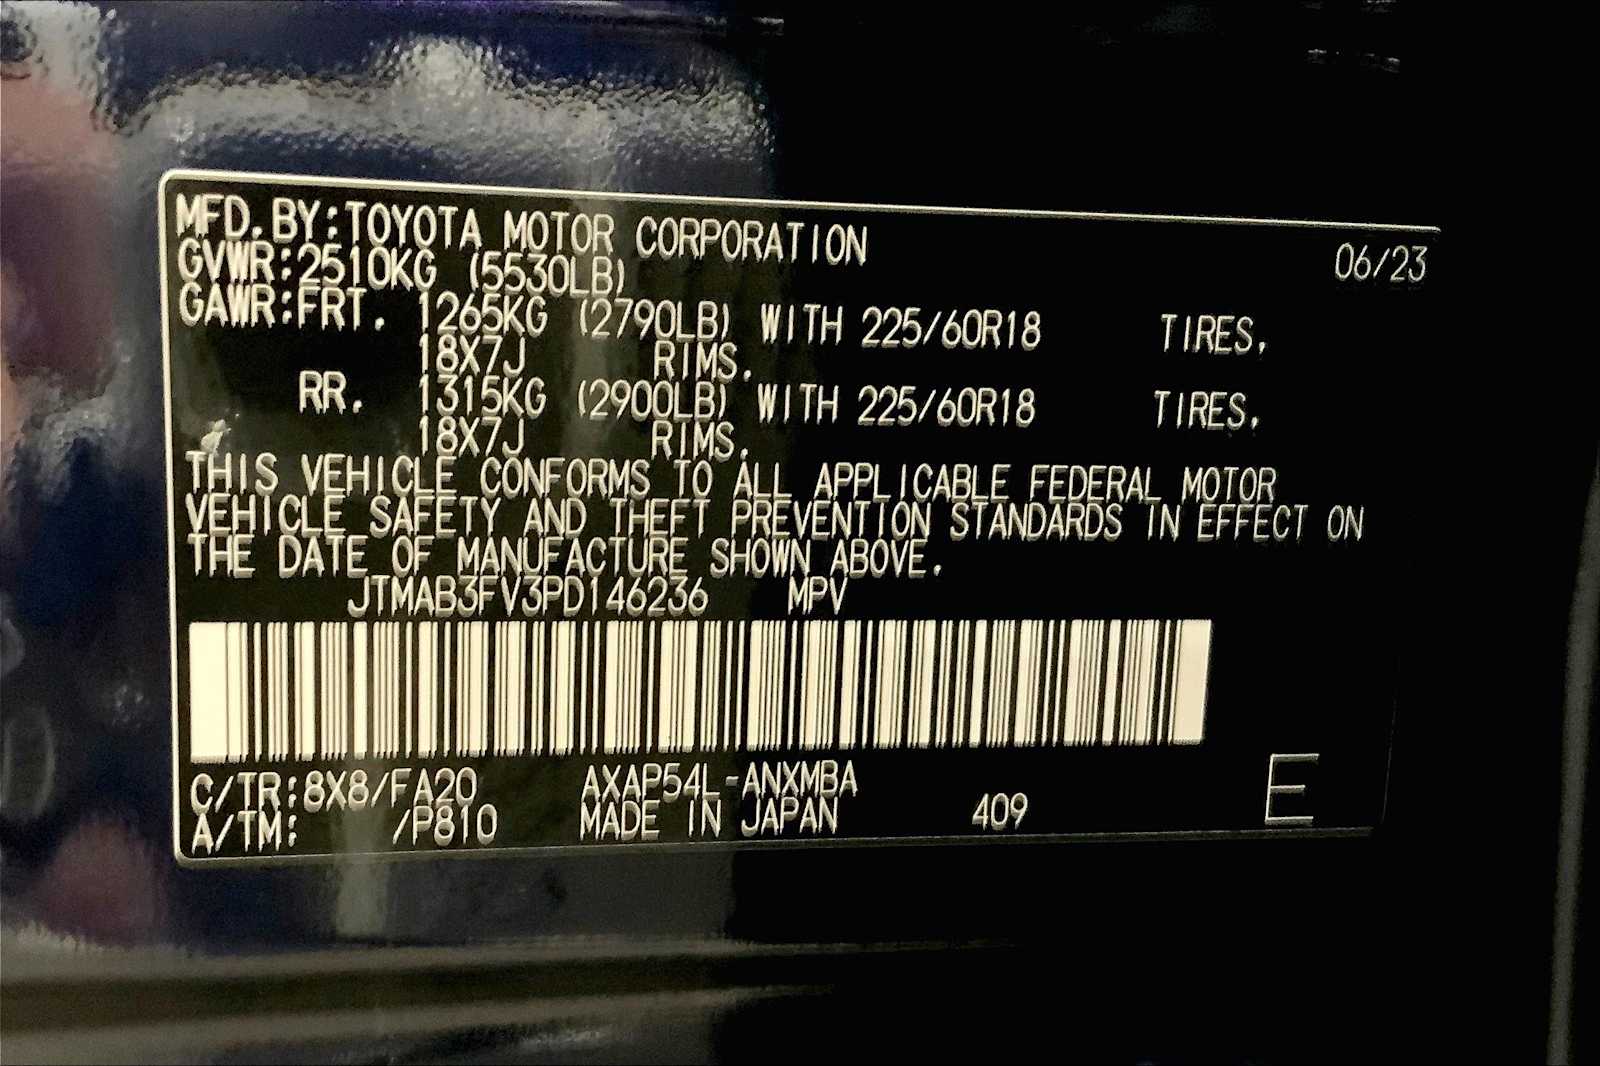 MFD. BY: TOYOTA MOTOR CORPORATION 06/23
GVWR: 2510KG (5530LB)
GAWR: FRT. 1265KG (2790LB) WITH 225/60R18 TIRES,
18X7J RIMS.
RR. 1315KG (2900LB) WITH 225/60R18 TIRES,
18X7J RIMS.
THIS VEHICLE CONFORMS TO ALL APPLICABLE FEDERAL MOTOR
VEHICLE SAFETY AND THEFT PREVENTION STANDARDS IN EFFECT ON
THE DATE OF MANUFACTURE SHOWN ABOVE.
JTMAB3FV3PD146236 MPV
C/TR: 8X8/FA20 AXAP54L-ANXMBA
A/TM: /P810 MADE IN JAPAN 409 E